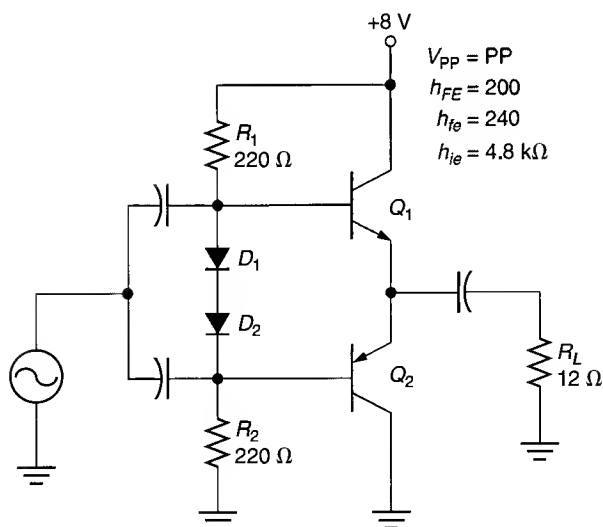 +8 V
V_PP = PP
h_FE = 200
h_fe = 240
h_ie = 4.8 kΩ
R_1
220 Ω
Q_1
D_1
D_2
Q_2
R_L
12 Ω
R_2
220 Ω